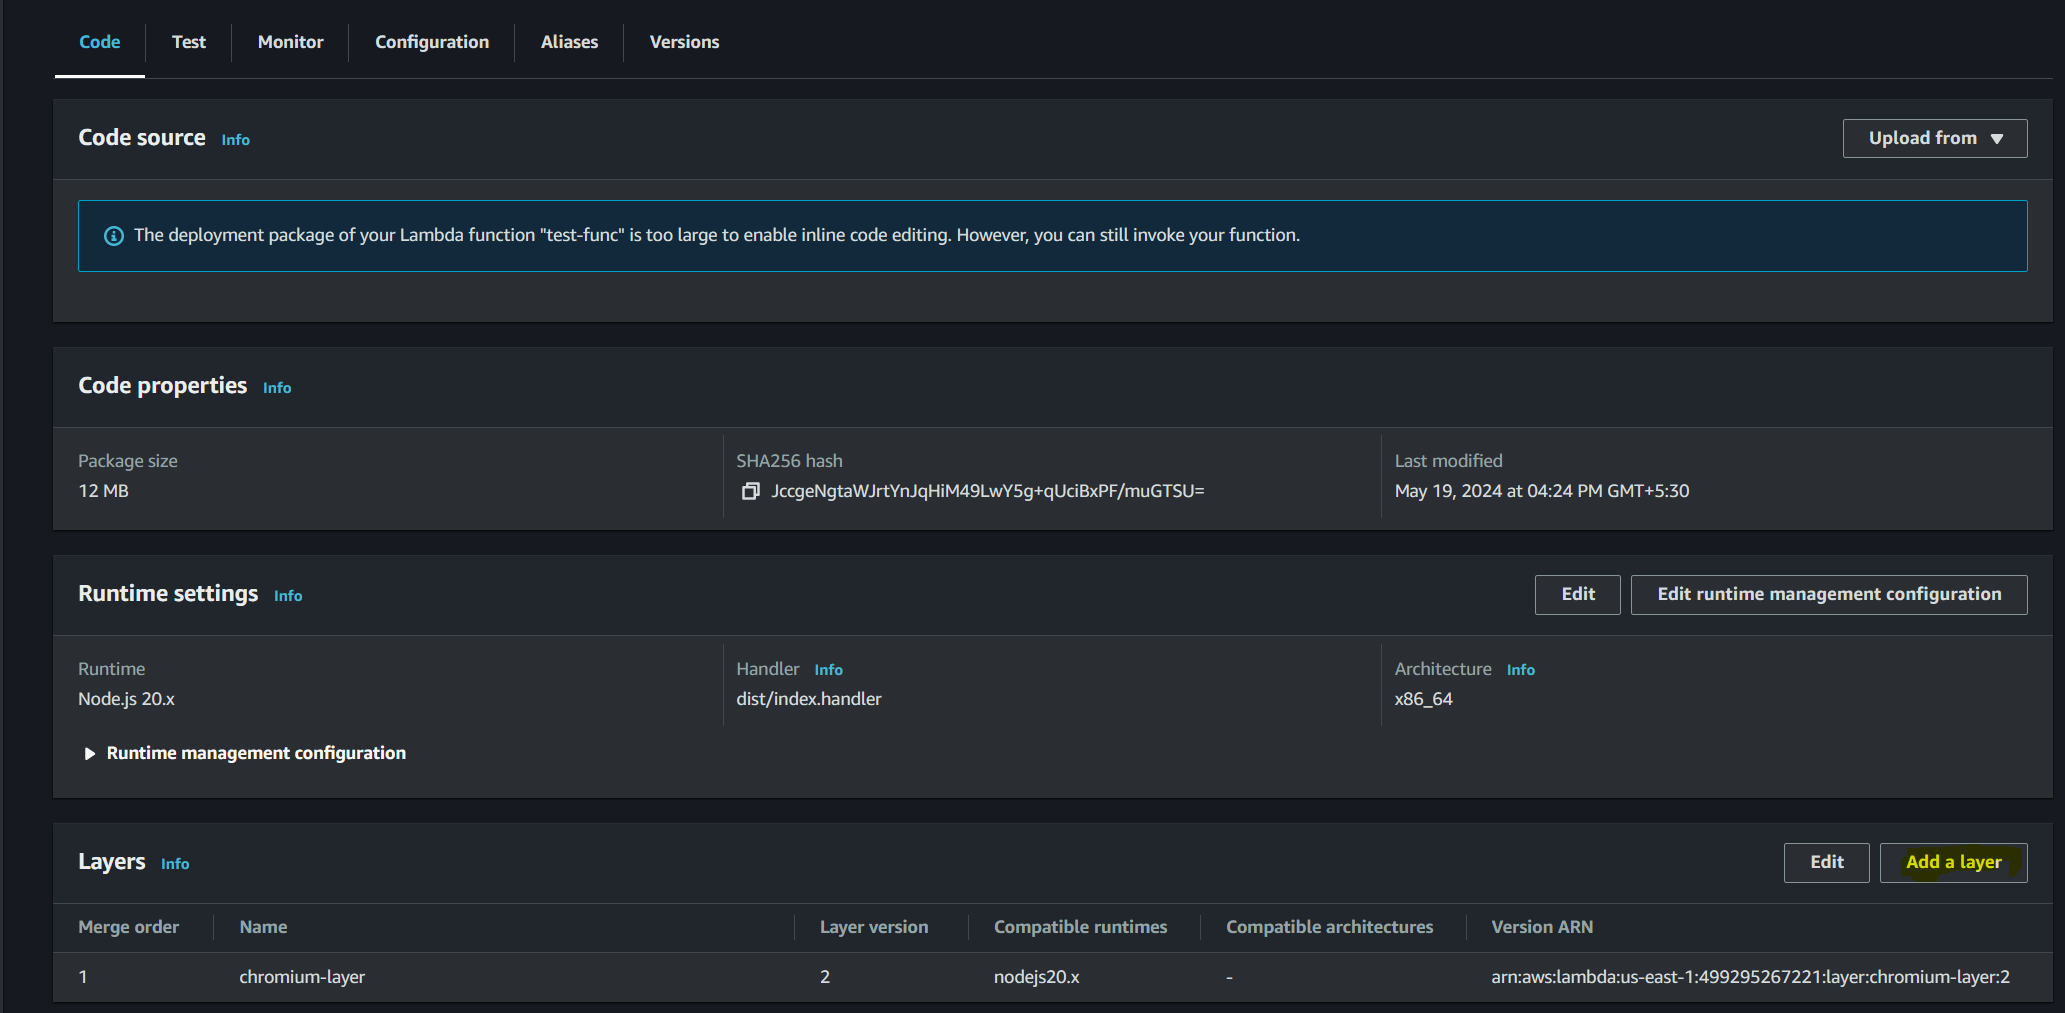 Code Test Monitor Configuration Aliases Versions
Code source Info Upload from
The deployment package of your Lambda function "test-func" is too large to enable inline code editing. However, you can still invoke your function.
Code properties Info
Package size SHA256 hash Last modified
12 MB JccgeNgtaWJrtYnJqHiM49LwY5g+qUciBxPF/muGTSU= May 19, 2024 at 04:24 PM GMT+5:30
Runtime settings Info Edit Edit runtime management configuration
Runtime Handler Info Architecture Info
Node.js 20.x dist/index.handler x86_64
Runtime management configuration
Layers Info Edit Add a layer
Merge order Name Layer version Compatible runtimes Compatible architectures Version ARN
1 chromium-layer 2 nodejs20.x - arn:aws:lambda:us-east-1:499295267221:layer:chromium-layer:2